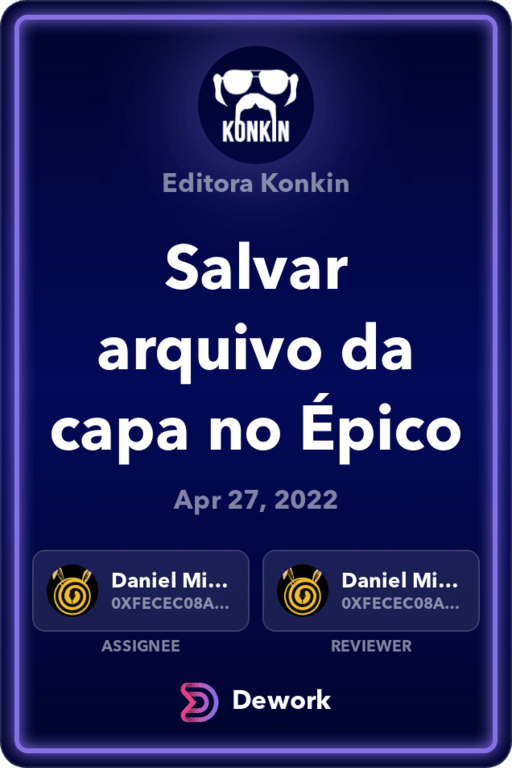 KONKIN
Editora Konkin
Salvar
arquivo da
capa no Épico
Apr 27, 2022
Daniel Mi...
0XFECEC08A...
ASSIGNEE
Daniel Mi...
0XFECEC08A...
REVIEWER
Dework